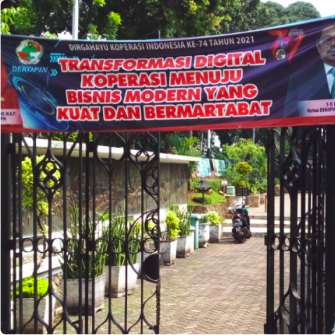 DIRGAHAYU KOPERASI INDONESIA KE-74 TAHUN 2021
DEKOPIN
TRANSFORMASI DIGITAL
KOPERASI MENUJU
BISNIS MODERN YANG
KUAT DAN BERMARTABAT